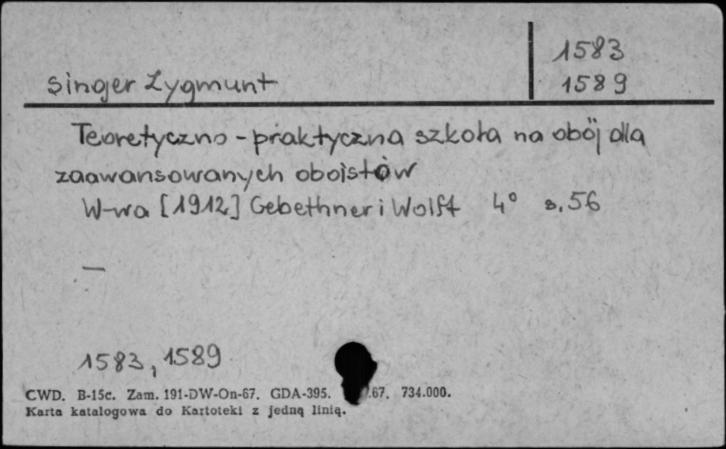 1583
Singer Zygmunt 1589
Teoretyczno-praktyczna szkoła na obój dla
zaawansowanych oboistów
W-wa [1912] Gebethner i Wolff 4° s. 56
—
1583, 1589
CWD. B-15c. Zam. 191-DW-On-67. GDA-395. .67. 734.000.
Karta katalogowa do Kartoteki z jedną linią.